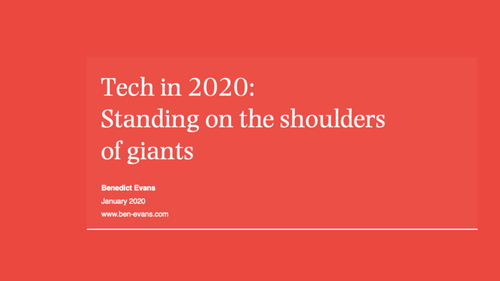 Tech in 2020:
Standing on the shoulders
of giants
Benedict Evans
January 2020
www.ben-evans.com